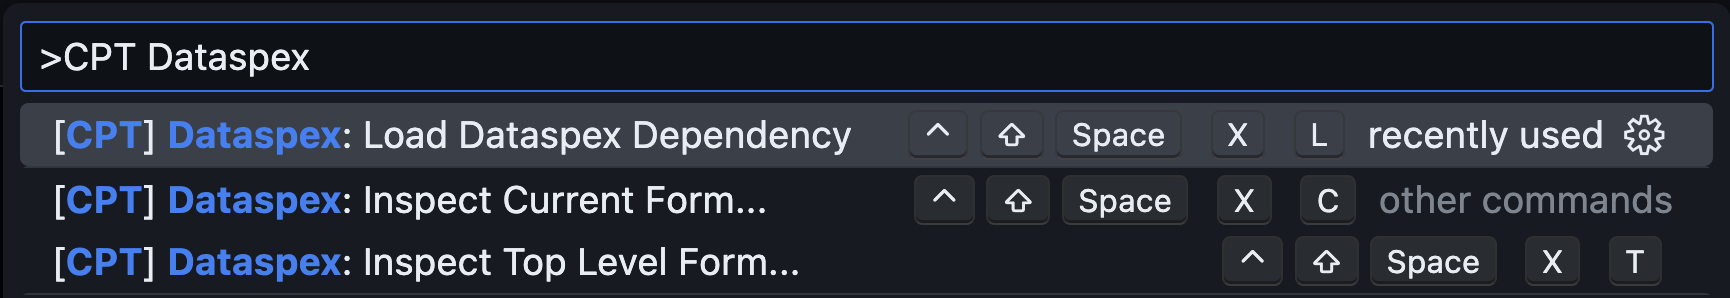 >CPT Dataspex
[CPT] Dataspex: Load Dataspex Dependency ^ ⇧ Space X L recently used
[CPT] Dataspex: Inspect Current Form... ^ ⇧ Space X C other commands
[CPT] Dataspex: Inspect Top Level Form... ^ ⇧ Space X T